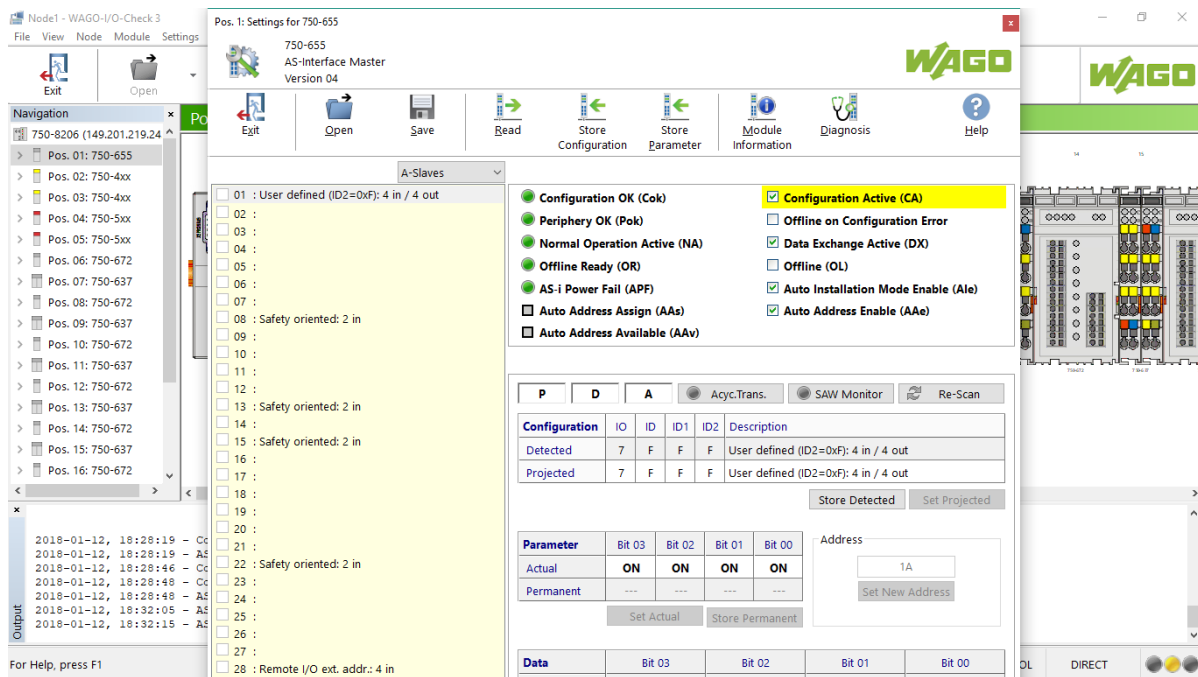 Node1 - WAGO-I/O-Check 3
File View Node Module Settings
Exit
Open
Navigation
750-8206 (149.201.219.24
Pos. 01: 750-655
Pos. 02: 750-4xx
Pos. 03: 750-4xx
Pos. 04: 750-5xx
Pos. 05: 750-5xx
Pos. 06: 750-672
Pos. 07: 750-637
Pos. 08: 750-672
Pos. 09: 750-637
Pos. 10: 750-672
Pos. 11: 750-637
Pos. 12: 750-672
Pos. 13: 750-637
Pos. 14: 750-672
Pos. 15: 750-637
Pos. 16: 750-672
Po
Pos. 1: Settings for 750-655
750-655
AS-Interface Master
Version 04
WAGO
WAGO
Exit
Open
Save
Read
Store Configuration
Store Parameter
Module Information
Diagnosis
Help
A-Slaves
01 : User defined (ID2=0xF): 4 in / 4 out
02 :
03 :
04 :
05 :
06 :
07 :
08 : Safety oriented: 2 in
09 :
10 :
11 :
12 :
13 : Safety oriented: 2 in
14 :
15 : Safety oriented: 2 in
16 :
17 :
18 :
19 :
20 :
21 :
22 : Safety oriented: 2 in
23 :
24 :
25 :
26 :
27 :
28 : Remote I/O ext. addr.: 4 in
Configuration OK (Cok)
Periphery OK (Pok)
Normal Operation Active (NA)
Offline Ready (OR)
AS-i Power Fail (APF)
Auto Address Assign (AAs)
Auto Address Available (AAv)
Configuration Active (CA)
Offline on Configuration Error
Data Exchange Active (DX)
Offline (OL)
Auto Installation Mode Enable (AIe)
Auto Address Enable (AAe)
P D A Acyc.Trans. SAW Monitor Re-Scan
Configuration IO ID ID1 ID2 Description
Detected 7 F F F User defined (ID2=0xF): 4 in / 4 out
Projected 7 F F F User defined (ID2=0xF): 4 in / 4 out
Store Detected Set Projected
Parameter Bit 03 Bit 02 Bit 01 Bit 00
Actual ON ON ON ON
Permanent --- --- --- ---
Set Actual Store Permanent
Address
1A
Set New Address
Data Bit 03 Bit 02 Bit 01 Bit 00
14 15
Output
2018-01-12, 18:28:19 - Co
2018-01-12, 18:28:19 - AS
2018-01-12, 18:28:46 - Co
2018-01-12, 18:28:48 - Co
2018-01-12, 18:28:48 - AS
2018-01-12, 18:32:05 - AS
2018-01-12, 18:32:15 - AS
For Help, press F1
OL DIRECT